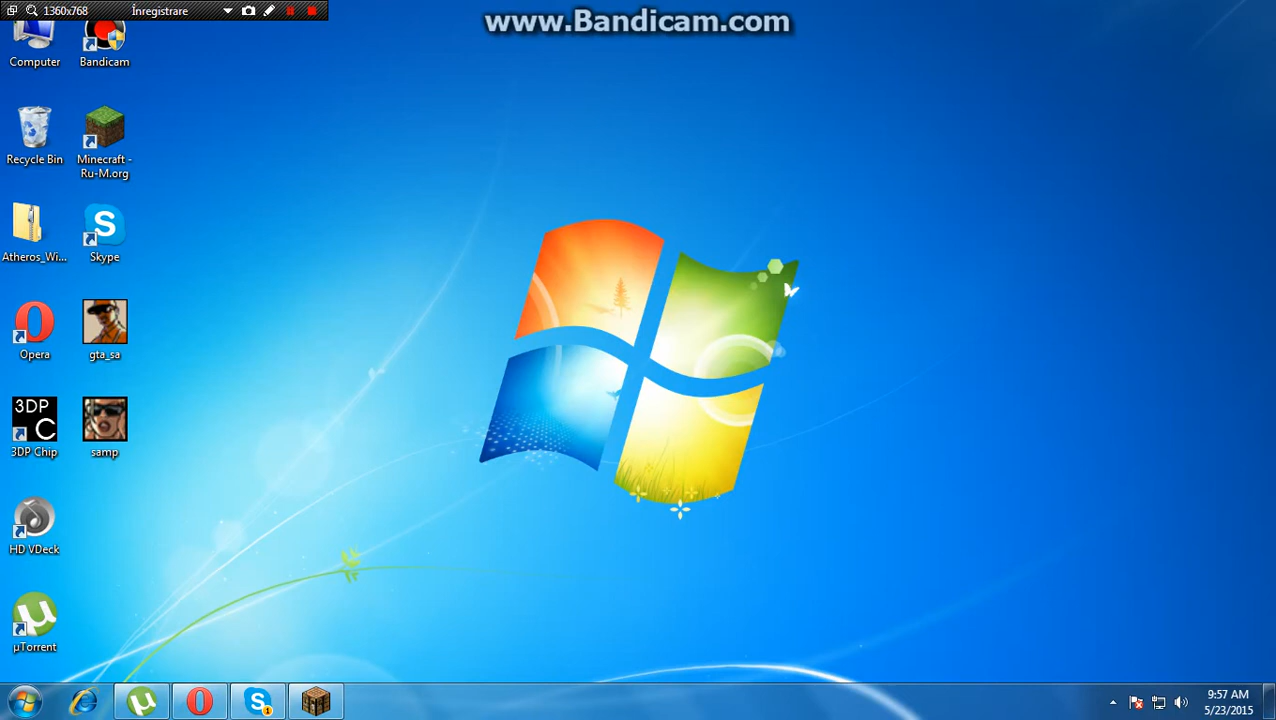 1360x768 Înregistrare
www.Bandicam.com
Computer
Bandicam
Recycle Bin
Minecraft -
Ru-M.org
Atheros_Wi...
Skype
Opera
gta_sa
3DP
C
3DP Chip
samp
HD VDeck
µTorrent
9:57 AM
5/23/2015